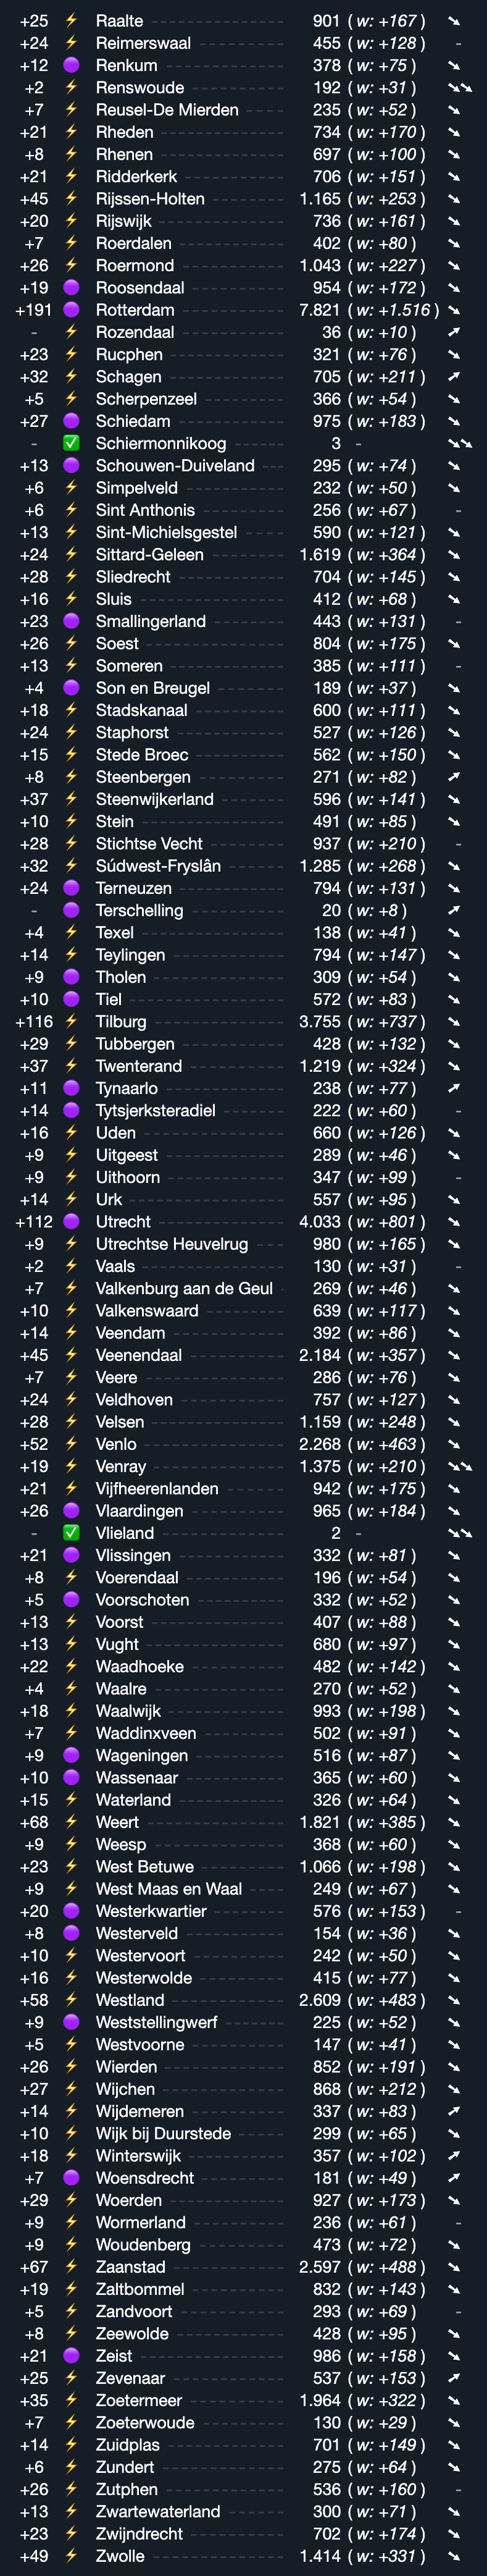 +25 ⚡ Raalte 901 ( w: +167 ) ➘
+24 ⚡ Reimerswaal 455 ( w: +128 ) -
+12 🟣 Renkum 378 ( w: +75 ) ➘
+2 ⚡ Renswoude 192 ( w: +31 ) ➘➘
+7 ⚡ Reusel-De Mierden 235 ( w: +52 ) ➘
+21 ⚡ Rheden 734 ( w: +170 ) ➘
+8 ⚡ Rhenen 697 ( w: +100 ) ➘
+21 ⚡ Ridderkerk 706 ( w: +151 ) ➘
+45 ⚡ Rijssen-Holten 1.165 ( w: +253 ) ➘
+20 ⚡ Rijswijk 736 ( w: +161 ) ➘
+7 ⚡ Roerdalen 402 ( w: +80 ) ➘
+26 ⚡ Roermond 1.043 ( w: +227 ) ➘
+19 🟣 Roosendaal 954 ( w: +172 ) ➘
+191 🟣 Rotterdam 7.821 ( w: +1.516 ) ➘
- ⚡ Rozendaal 36 ( w: +10 ) ➚
+23 ⚡ Rucphen 321 ( w: +76 ) ➘
+32 ⚡ Schagen 705 ( w: +211 ) ➚
+5 ⚡ Scherpenzeel 366 ( w: +54 ) ➘
+27 🟣 Schiedam 975 ( w: +183 ) ➘
- ✅ Schiermonnikoog 3 - ➘➘
+13 🟣 Schouwen-Duiveland 295 ( w: +74 ) ➘
+6 ⚡ Simpelveld 232 ( w: +50 ) ➘
+6 ⚡ Sint Anthonis 256 ( w: +67 ) -
+13 ⚡ Sint-Michielsgestel 590 ( w: +121 ) ➘
+24 ⚡ Sittard-Geleen 1.619 ( w: +364 ) ➘
+28 ⚡ Sliedrecht 704 ( w: +145 ) ➘
+16 ⚡ Sluis 412 ( w: +68 ) ➘
+23 🟣 Smallingerland 443 ( w: +131 ) -
+26 ⚡ Soest 804 ( w: +175 ) ➘
+13 ⚡ Someren 385 ( w: +111 ) -
+4 🟣 Son en Breugel 189 ( w: +37 ) ➘
+18 ⚡ Stadskanaal 600 ( w: +111 ) ➘
+24 ⚡ Staphorst 527 ( w: +126 ) ➘
+15 ⚡ Stede Broec 562 ( w: +150 ) ➘
+8 ⚡ Steenbergen 271 ( w: +82 ) ➚
+37 ⚡ Steenwijkerland 596 ( w: +141 ) ➘
+10 ⚡ Stein 491 ( w: +85 ) ➘
+28 ⚡ Stichtse Vecht 937 ( w: +210 ) -
+32 ⚡ Súdwest-Fryslân 1.285 ( w: +268 ) ➘
+24 🟣 Terneuzen 794 ( w: +131 ) ➘
- 🟣 Terschelling 20 ( w: +8 ) ➚
+4 ⚡ Texel 138 ( w: +41 ) ➘
+14 ⚡ Teylingen 794 ( w: +147 ) ➘
+9 🟣 Tholen 309 ( w: +54 ) ➘
+10 🟣 Tiel 572 ( w: +83 ) ➘
+116 ⚡ Tilburg 3.755 ( w: +737 ) ➘
+29 ⚡ Tubbergen 428 ( w: +132 ) ➘
+37 ⚡ Twenterand 1.219 ( w: +324 ) ➘
+11 🟣 Tynaarlo 238 ( w: +77 ) ➚
+14 🟣 Tytsjerksteradiel 222 ( w: +60 ) -
+16 ⚡ Uden 660 ( w: +126 ) ➘
+9 ⚡ Uitgeest 289 ( w: +46 ) ➘
+9 ⚡ Uithoorn 347 ( w: +99 ) -
+14 ⚡ Urk 557 ( w: +95 ) ➘
+112 🟣 Utrecht 4.033 ( w: +801 ) ➘
+9 ⚡ Utrechtse Heuvelrug 980 ( w: +165 ) ➘
+2 ⚡ Vaals 130 ( w: +31 ) -
+7 ⚡ Valkenburg aan de Geul 269 ( w: +46 ) ➘
+10 ⚡ Valkenswaard 639 ( w: +117 ) ➘
+14 ⚡ Veendam 392 ( w: +86 ) ➘
+45 ⚡ Veenendaal 2.184 ( w: +357 ) ➘
+7 ⚡ Veere 286 ( w: +76 ) ➘
+24 ⚡ Veldhoven 757 ( w: +127 ) ➘
+28 ⚡ Velsen 1.159 ( w: +248 ) ➘
+52 ⚡ Venlo 2.268 ( w: +463 ) ➘
+19 ⚡ Venray 1.375 ( w: +210 ) ➘➘
+21 ⚡ Vijfheerenlanden 942 ( w: +175 ) ➘
+26 🟣 Vlaardingen 965 ( w: +184 ) ➘
- ✅ Vlieland 2 - ➘➘
+21 🟣 Vlissingen 332 ( w: +81 ) ➘
+8 ⚡ Voerendaal 196 ( w: +54 ) ➘
+5 🟣 Voorschoten 332 ( w: +52 ) ➘
+13 ⚡ Voorst 407 ( w: +88 ) ➘
+13 ⚡ Vught 680 ( w: +97 ) ➘
+22 ⚡ Waadhoeke 482 ( w: +142 ) ➘
+4 ⚡ Waalre 270 ( w: +52 ) ➘
+18 ⚡ Waalwijk 993 ( w: +198 ) ➘
+7 ⚡ Waddinxveen 502 ( w: +91 ) ➘
+9 🟣 Wageningen 516 ( w: +87 ) ➘
+10 🟣 Wassenaar 365 ( w: +60 ) ➘
+15 ⚡ Waterland 326 ( w: +64 ) ➘
+68 ⚡ Weert 1.821 ( w: +385 ) ➘
+9 ⚡ Weesp 368 ( w: +60 ) ➘
+23 ⚡ West Betuwe 1.066 ( w: +198 ) ➘
+9 ⚡ West Maas en Waal 249 ( w: +67 ) ➘
+20 🟣 Westerkwartier 576 ( w: +153 ) -
+8 🟣 Westerveld 154 ( w: +36 ) ➘
+10 ⚡ Westervoort 242 ( w: +50 ) ➘
+16 ⚡ Westerwolde 415 ( w: +77 ) ➘
+58 ⚡ Westland 2.609 ( w: +483 ) ➘
+9 🟣 Weststellingwerf 225 ( w: +52 ) ➘
+5 ⚡ Westvoorne 147 ( w: +41 ) ➘
+26 ⚡ Wierden 852 ( w: +191 ) ➘
+27 ⚡ Wijchen 868 ( w: +212 ) ➘
+14 ⚡ Wijdemeren 337 ( w: +83 ) ➚
+10 ⚡ Wijk bij Duurstede 299 ( w: +65 ) ➘
+18 ⚡ Winterswijk 357 ( w: +102 ) ➚
+7 🟣 Woensdrecht 181 ( w: +49 ) ➚
+29 ⚡ Woerden 927 ( w: +173 ) ➘
+9 ⚡ Wormerland 236 ( w: +61 ) -
+9 ⚡ Woudenberg 473 ( w: +72 ) ➘
+67 ⚡ Zaanstad 2.597 ( w: +488 ) ➘
+19 ⚡ Zaltbommel 832 ( w: +143 ) ➘
+5 ⚡ Zandvoort 293 ( w: +69 ) -
+8 ⚡ Zeewolde 428 ( w: +95 ) ➘
+21 🟣 Zeist 986 ( w: +158 ) ➘
+25 ⚡ Zevenaar 537 ( w: +153 ) ➚
+35 ⚡ Zoetermeer 1.964 ( w: +322 ) ➘
+7 ⚡ Zoeterwoude 130 ( w: +29 ) ➘
+14 ⚡ Zuidplas 701 ( w: +149 ) ➘
+6 ⚡ Zundert 275 ( w: +64 ) ➘
+26 ⚡ Zutphen 536 ( w: +160 ) -
+13 ⚡ Zwartewaterland 300 ( w: +71 ) ➘
+23 ⚡ Zwijndrecht 702 ( w: +174 ) ➘
+49 ⚡ Zwolle 1.414 ( w: +331 ) ➘